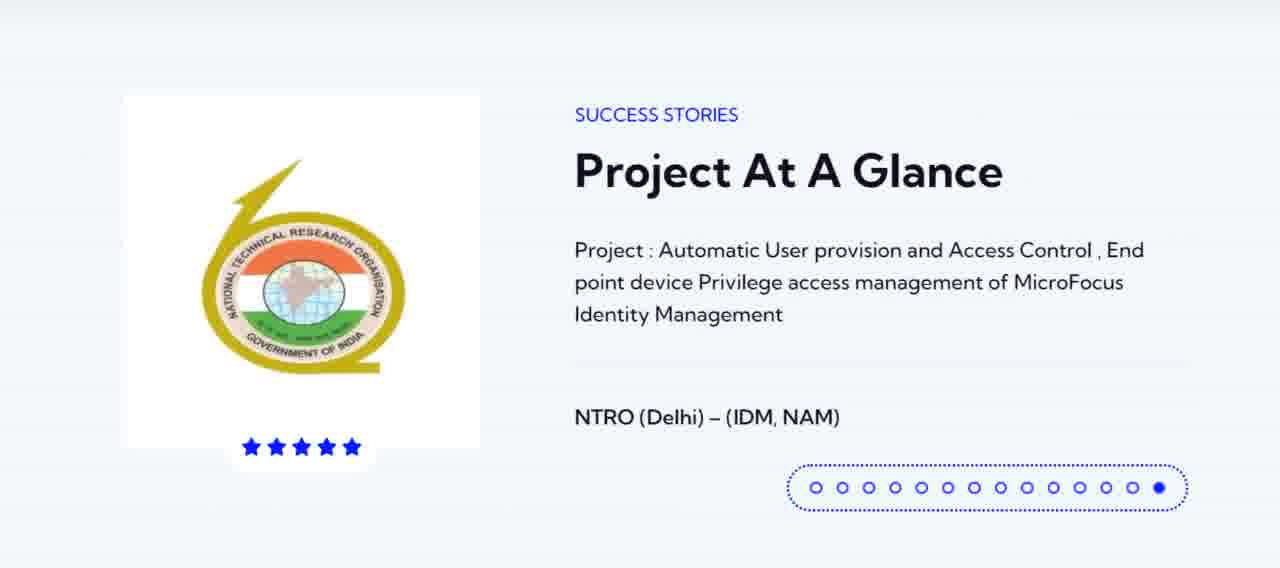 NATIONAL TECHNICAL RESEARCH ORGANISATION
GOVERNMENT OF INDIA
SUCCESS STORIES
Project At A Glance
Project : Automatic User provision and Access Control , End
point device Privilege access management of MicroFocus
Identity Management
NTRO (Delhi) – (IDM, NAM)